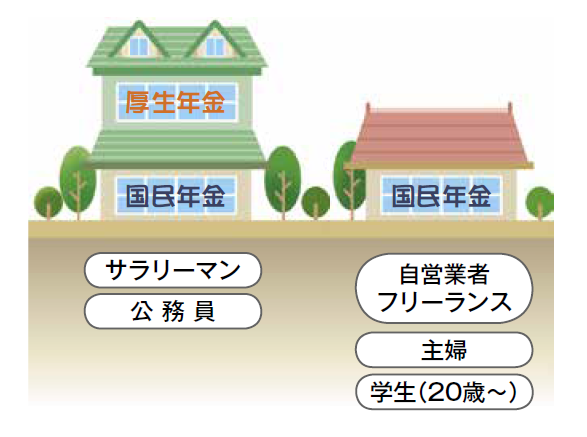 厚生年金
国民年金
国民年金
サラリーマン
公務員
自営業者
フリーランス
主婦
学生(20歳〜)